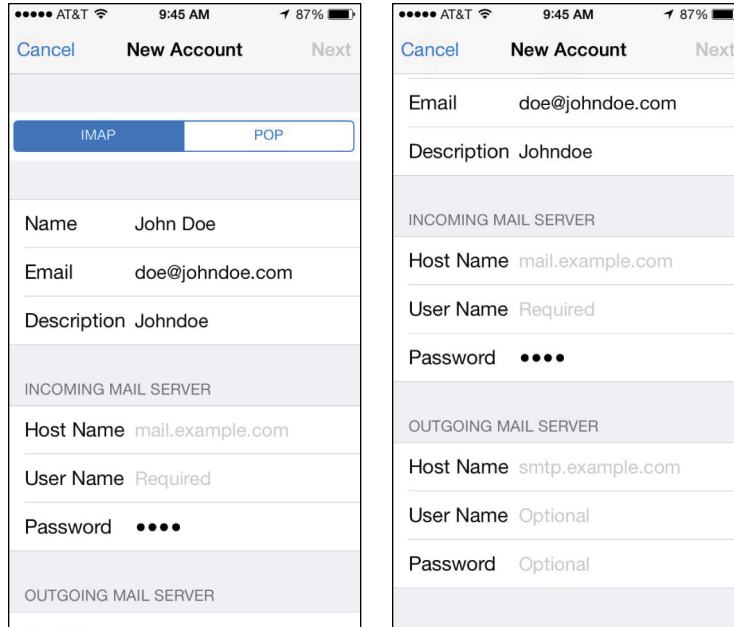 AT&T 9:45 AM 87%
Cancel New Account Next
IMAP POP
Name John Doe
Email doe@johndoe.com
Description Johndoe
INCOMING MAIL SERVER
Host Name mail.example.com
User Name Required
Password ••••
OUTGOING MAIL SERVER
AT&T 9:45 AM 87%
Cancel New Account Next
Email doe@johndoe.com
Description Johndoe
INCOMING MAIL SERVER
Host Name mail.example.com
User Name Required
Password ••••
OUTGOING MAIL SERVER
Host Name smtp.example.com
User Name Optional
Password Optional